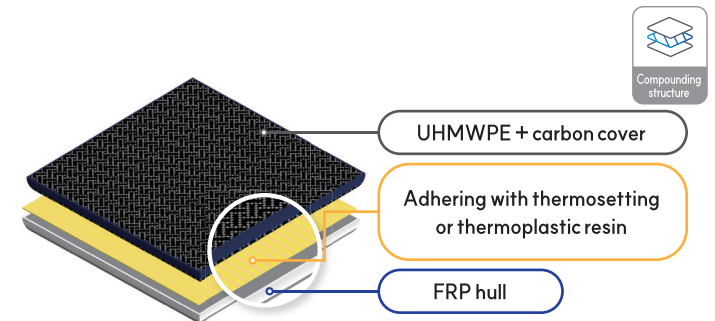 Compounding
structure
UHMWPE + carbon cover
Adhering with thermosetting
or thermoplastic resin
FRP hull